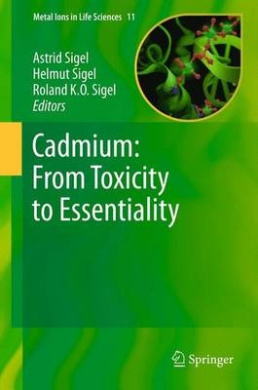 Metal Ions in Life Sciences 11
Astrid Sigel
Helmut Sigel
Roland K.O. Sigel
Editors
Cadmium:
From Toxicity
to Essentiality
Springer